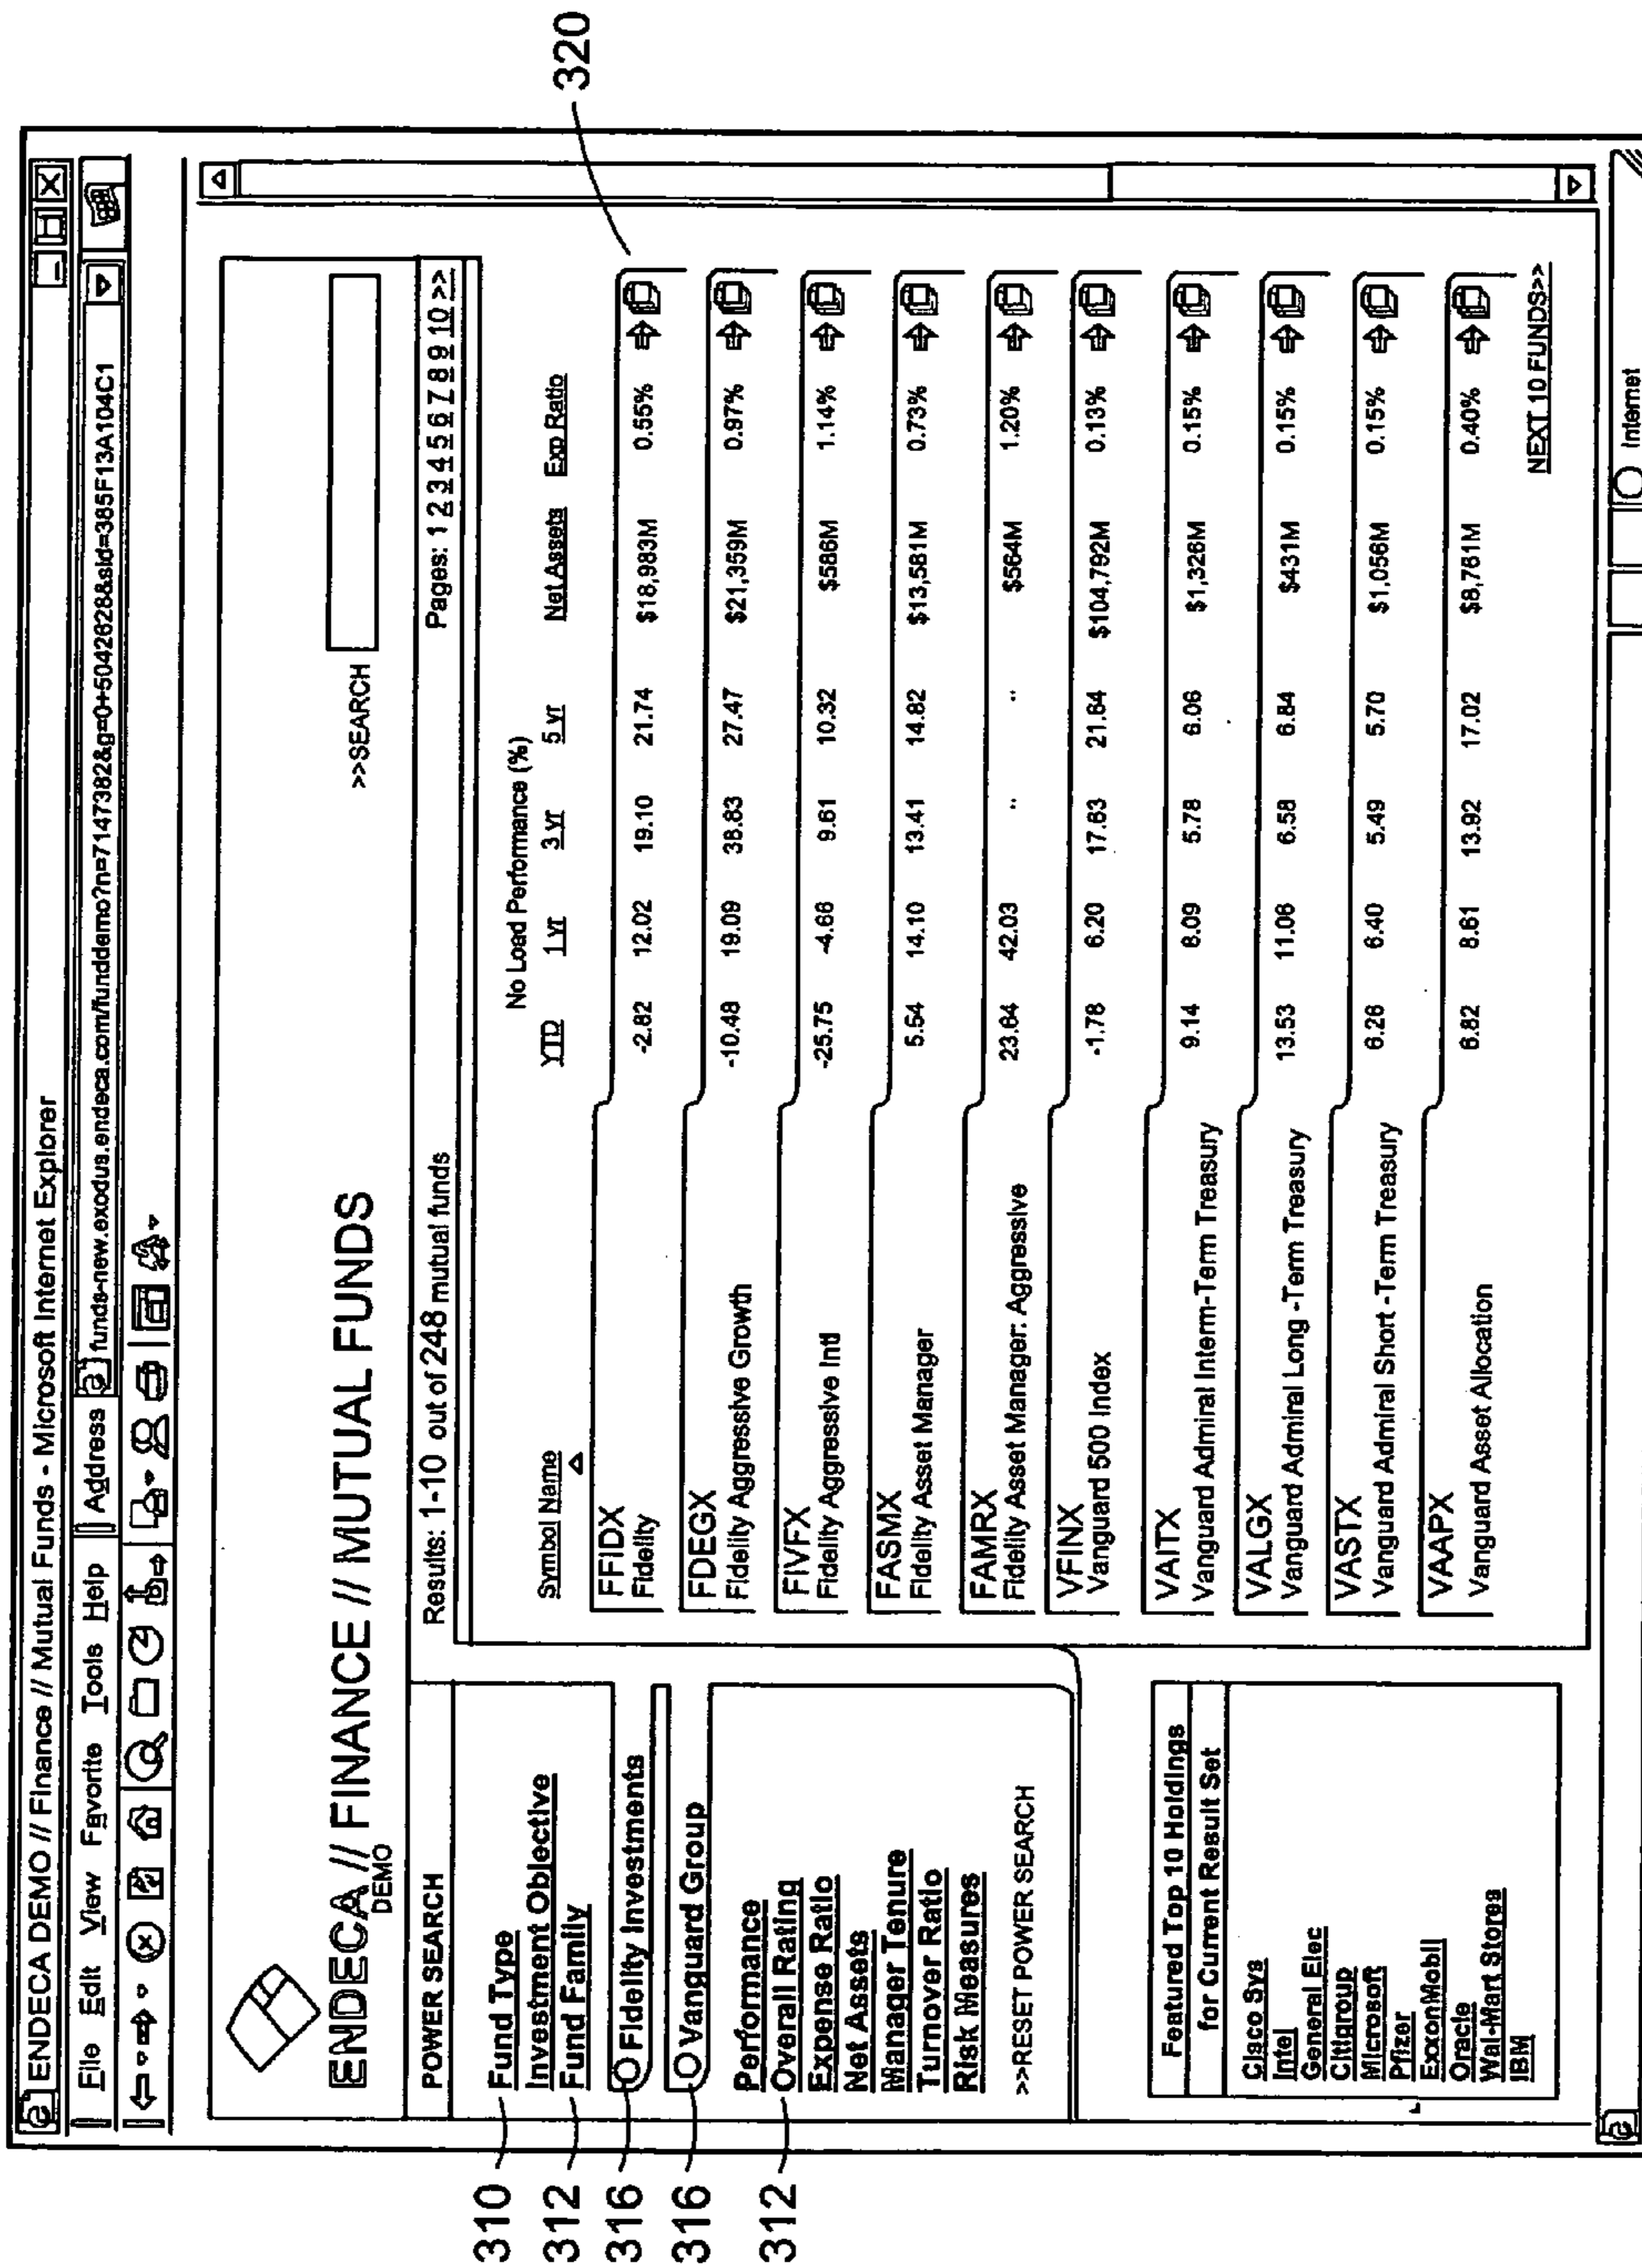 ENDECA DEMO // Finance // Mutual Funds - Microsoft Internet Explorer
File Edit View Favorite Tools Help Address funds-new.exodus.endeca.com/funddemo?n=7147382&g=0+5042628&sid=385F13A104C1
ENDECA // FINANCE // MUTUAL FUNDS
DEMO
>>SEARCH
POWER SEARCH
Results: 1-10 out of 248 mutual funds Pages: 1 2 3 4 5 6 7 8 9 10 >>
310 Fund Type
Investment Objective
312 Fund Family
316 Fidelity Investments
316 Vanguard Group
Performance
312 Overall Rating
Expense Ratio
Net Assets
Manager Tenure
Turnover Ratio
Risk Measures
>>RESET POWER SEARCH
Featured Top 10 Holdings
for Current Result Set
Cisco Sys
Intel
General Elec
Citigroup
Microsoft
Pfizer
ExxonMobil
Oracle
Wal-Mart Stores
IBM
No Load Performance (%)
Symbol Name YTD 1 yr 3 yr 5 yr Net Assets Exp Ratio
320
FFIDX
Fidelity -2.82 12.02 19.10 21.74 $18,983M 0.55%
FDEGX
Fidelity Aggressive Growth -10.48 19.09 38.83 27.47 $21,359M 0.97%
FIVFX
Fidelity Aggressive Intl -25.75 -4.66 9.61 10.32 $586M 1.14%
FASMX
Fidelity Asset Manager 5.54 14.10 13.41 14.82 $13,581M 0.73%
FAMRX
Fidelity Asset Manager: Aggressive 23.64 42.03 .. .. $564M 1.20%
VFINX
Vanguard 500 Index -1.78 6.20 17.63 21.64 $104,792M 0.13%
VAITX
Vanguard Admiral Interm-Term Treasury 9.14 8.09 5.78 6.06 $1,326M 0.15%
VALGX
Vanguard Admiral Long -Term Treasury 13.53 11.06 6.58 6.84 $431M 0.15%
VASTX
Vanguard Admiral Short -Term Treasury 6.26 6.40 5.49 5.70 $1,056M 0.15%
VAAPX
Vanguard Asset Allocation 6.82 8.61 13.92 17.02 $8,761M 0.40%
NEXT 10 FUNDS>>
Internet